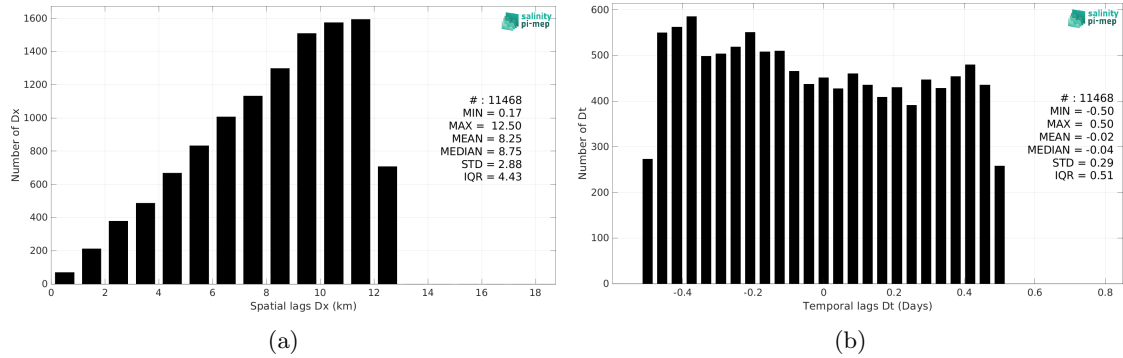 1600
1400
1200
1000
800
600
400
200
0
Number of Dx
0 2 4 6 8 10 12 14 16 18
Spatial lags Dx (km)
salinity
pi-mep
# : 11468
MIN = 0.17
MAX = 12.50
MEAN = 8.25
MEDIAN = 8.75
STD = 2.88
IQR = 4.43
(a)
600
500
400
300
200
100
0
Number of Dt
-0.4 -0.2 0 0.2 0.4 0.6 0.8
Temporal lags Dt (Days)
salinity
pi-mep
# : 11468
MIN = -0.50
MAX = 0.50
MEAN = -0.02
MEDIAN = -0.04
STD = 0.29
IQR = 0.51
(b)